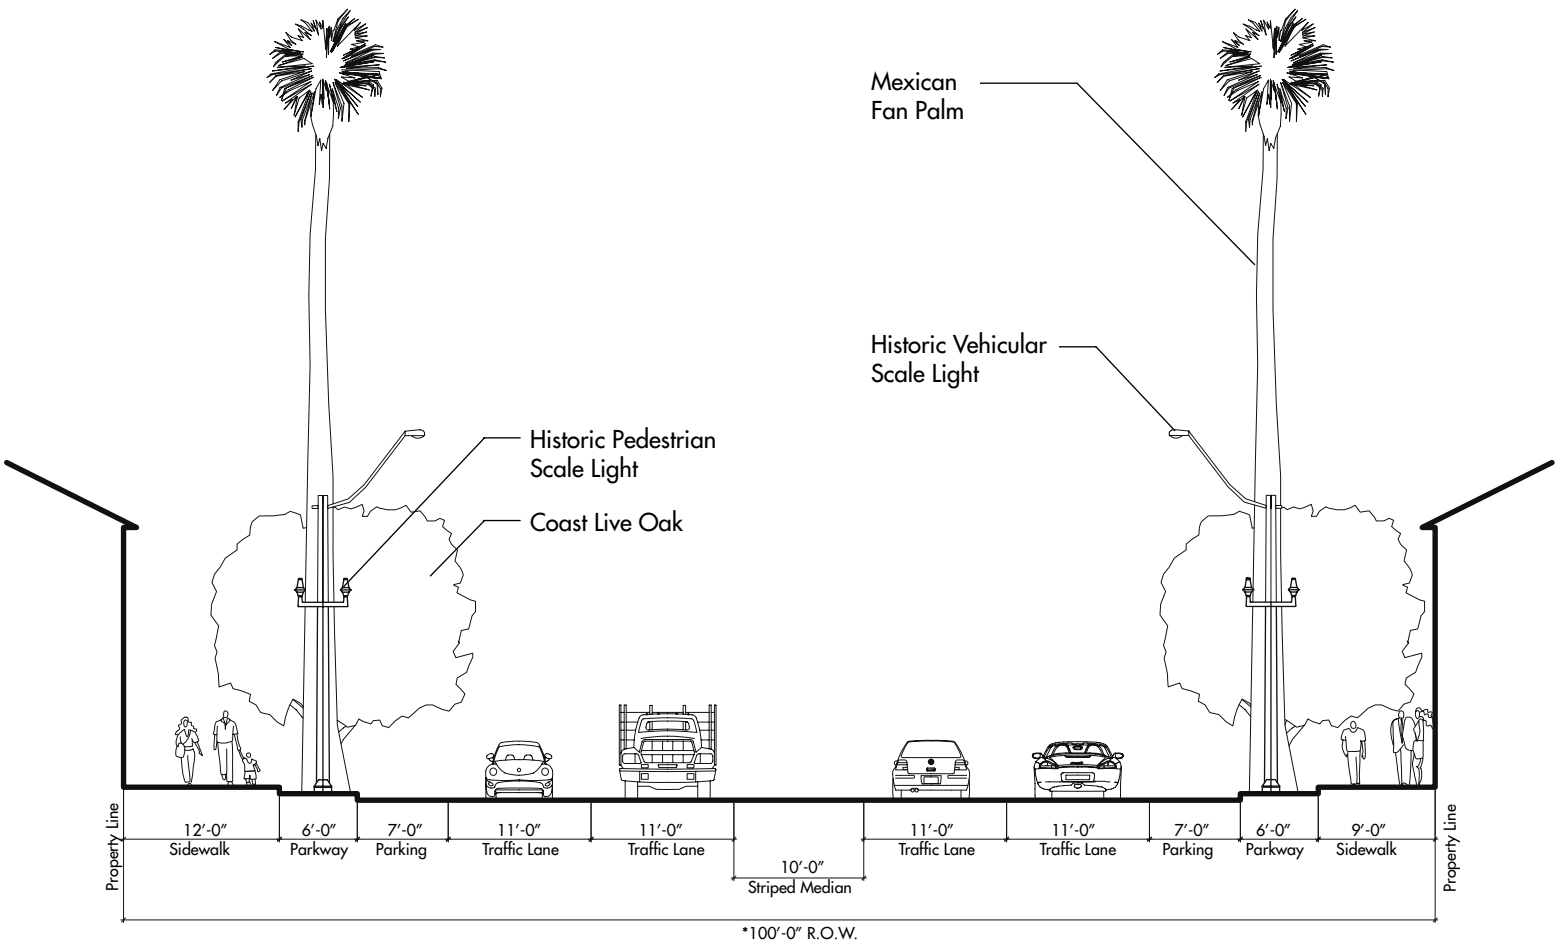 Mexican
Fan Palm
Historic Vehicular
Scale Light
Historic Pedestrian
Scale Light
Coast Live Oak
Property Line
12'-0"
6'-0"
7'-0"
11'-0"
11'-0"
11'-0"
11'-0"
7'-0"
6'-0"
9'-0"
Property Line
Sidewalk
Parkway
Parking
Traffic Lane
Traffic Lane
Traffic Lane
Traffic Lane
Parking
Parkway
Sidewalk
10'-0"
Striped Median
*100'-0" R.O.W.